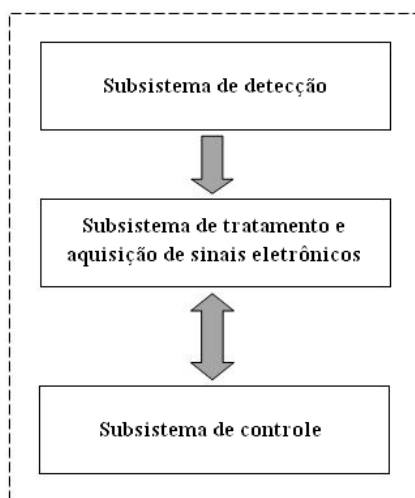 Subsistema de detecção
Subsistema de tratamento e
aquisição de sinais eletrônicos
Subsistema de controle